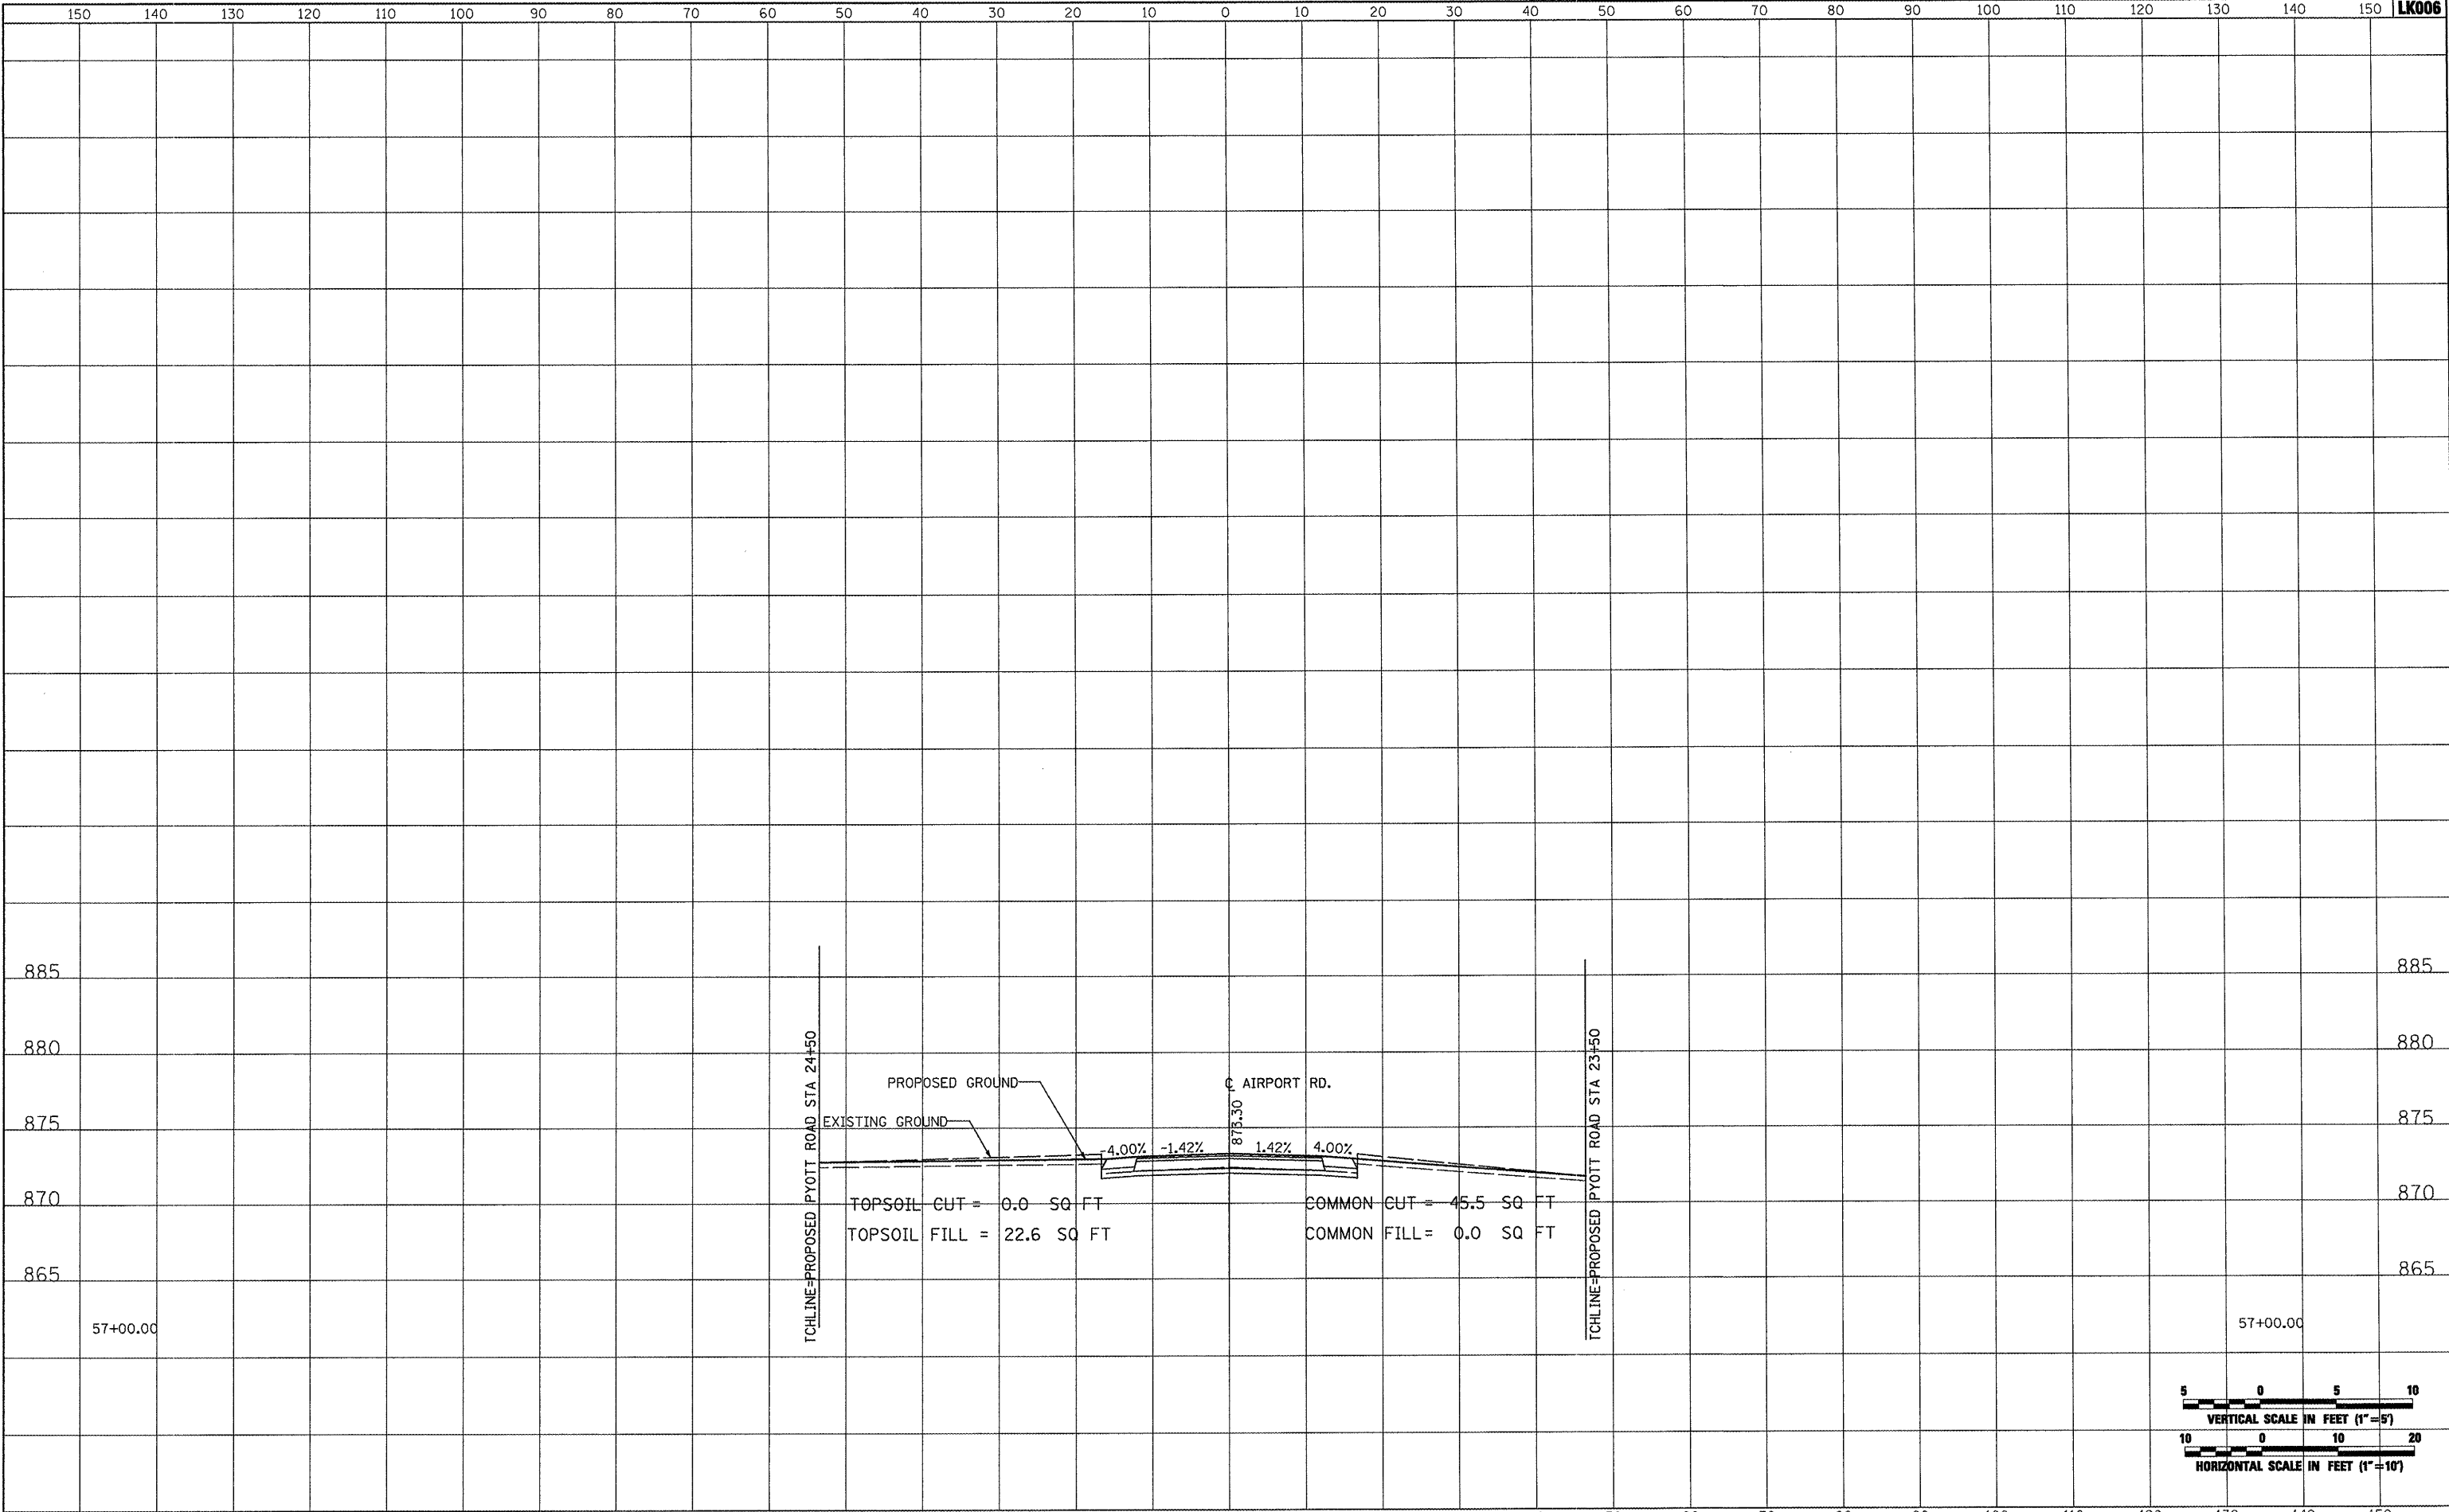 150 140 130 120 110 100 90 80 70 60 50 40 30 20 10 0 10 20 30 40 50 60 70 80 90 100 110 120 130 140 150 LK006
885 885
880 880
875 875
870 870
865 865
TCHLINE=PROPOSED PYOTT ROAD STA 24+50
TCHLINE=PROPOSED PYOTT ROAD STA 23+50
PROPOSED GROUND
℄ AIRPORT RD.
EXISTING GROUND
873.30
-4.00% -1.42% 1.42% 4.00%
TOPSOIL CUT = 0.0 SQ FT COMMON CUT = 45.5 SQ FT
TOPSOIL FILL = 22.6 SQ FT COMMON FILL= 0.0 SQ FT
57+00.00 57+00.00
5 0 5 10
VERTICAL SCALE IN FEET (1"=5')
10 0 10 20
HORIZONTAL SCALE IN FEET (1"=10')